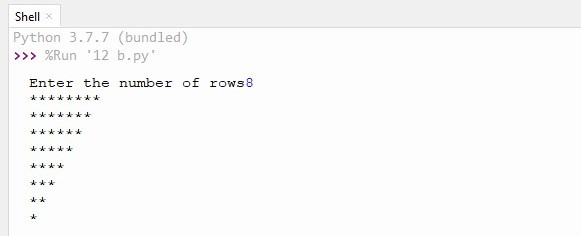 Shell ×
Python 3.7.7 (bundled)
>>> %Run '12 b.py'
Enter the number of rows8
********
*******
******
*****
****
***
**
*